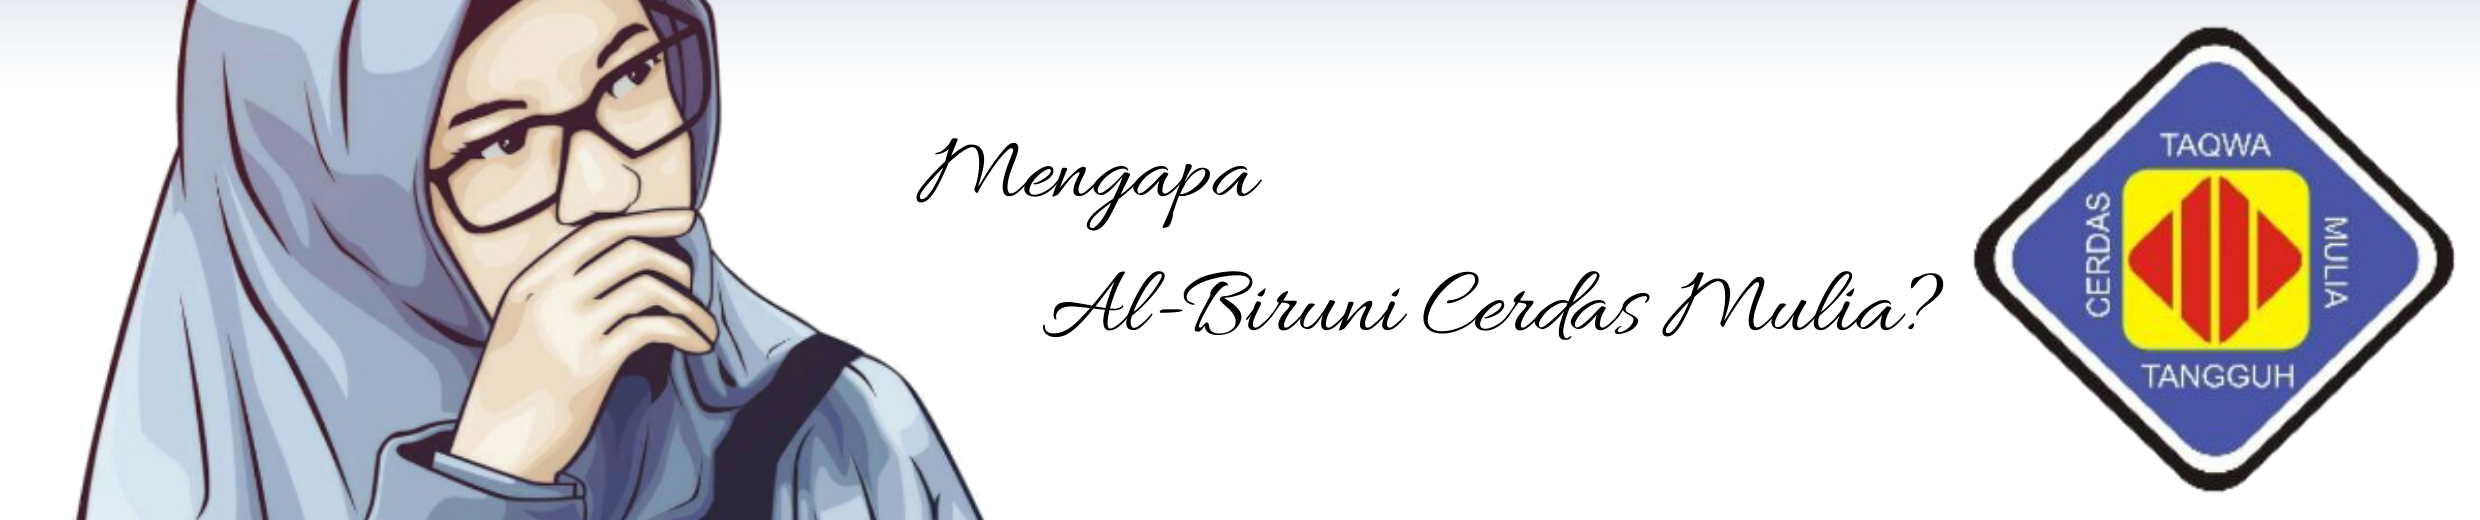 Mengapa
Al-Biruni Cerdas Mulia?
TAQWA
CERDAS
MULIA
TANGGUH